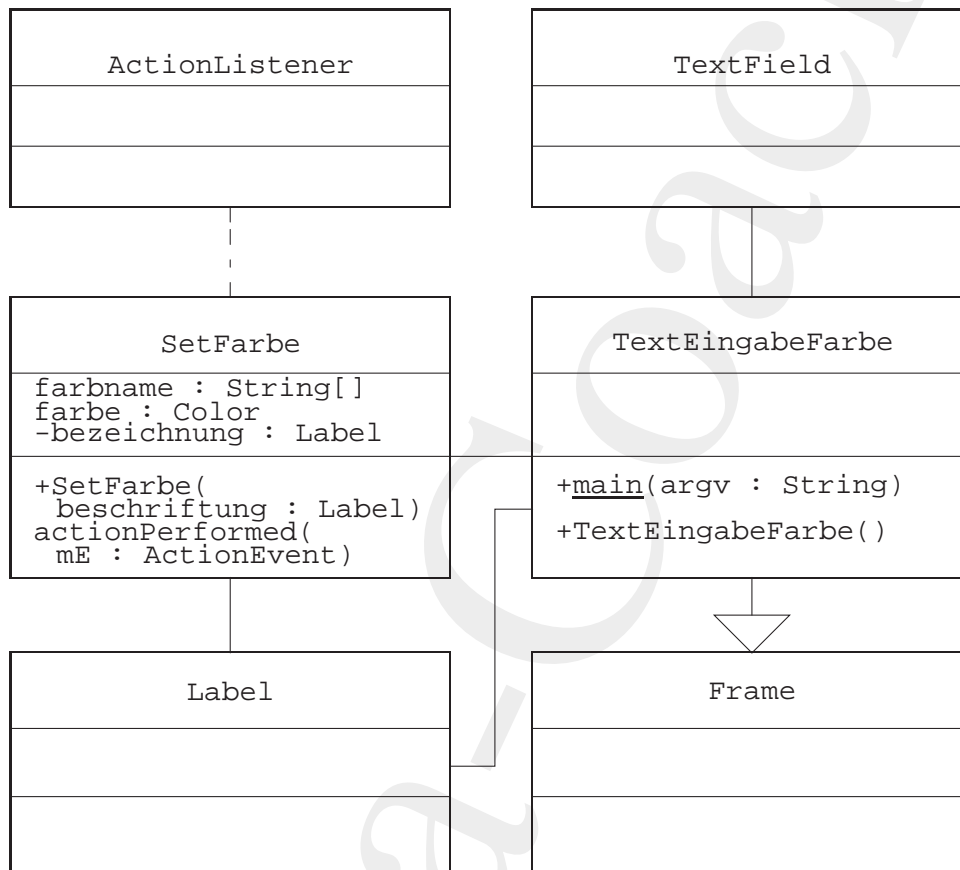 ActionListener
TextField
SetFarbe
farbname : String[]
farbe : Color
-bezeichnung : Label
+SetFarbe(
beschriftung : Label)
actionPerformed(
mE : ActionEvent)
TextEingabeFarbe
+main(argv : String)
+TextEingabeFarbe()
Label
Frame
a-Coach